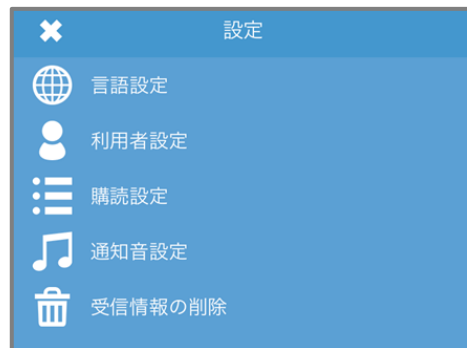 設定
言語設定
利用者設定
購読設定
通知音設定
受信情報の削除